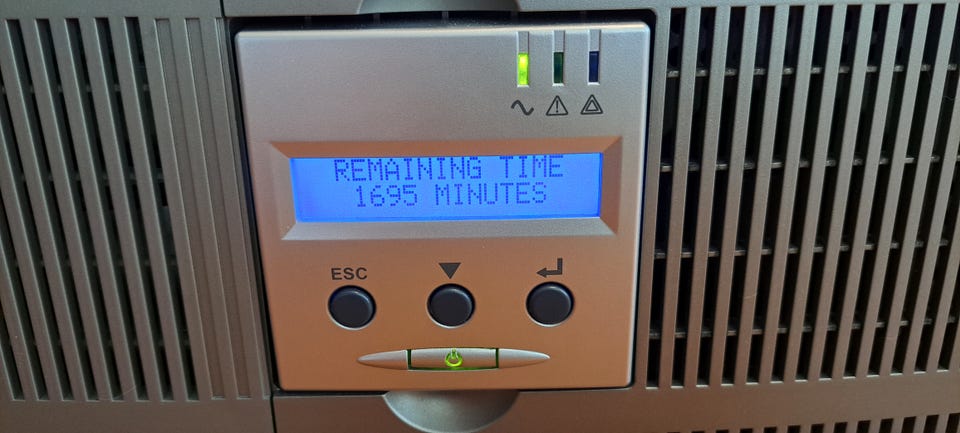 REMAINING TIME
1695 MINUTES
ESC